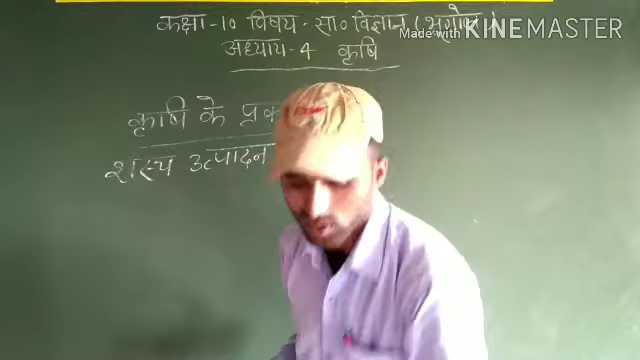 कक्षा-10 विषय- सा० विज्ञान (भूगोल)
Made with KINEMASTER
अध्याय-4 कृषि
कृषि के
शस्य उत्पादन